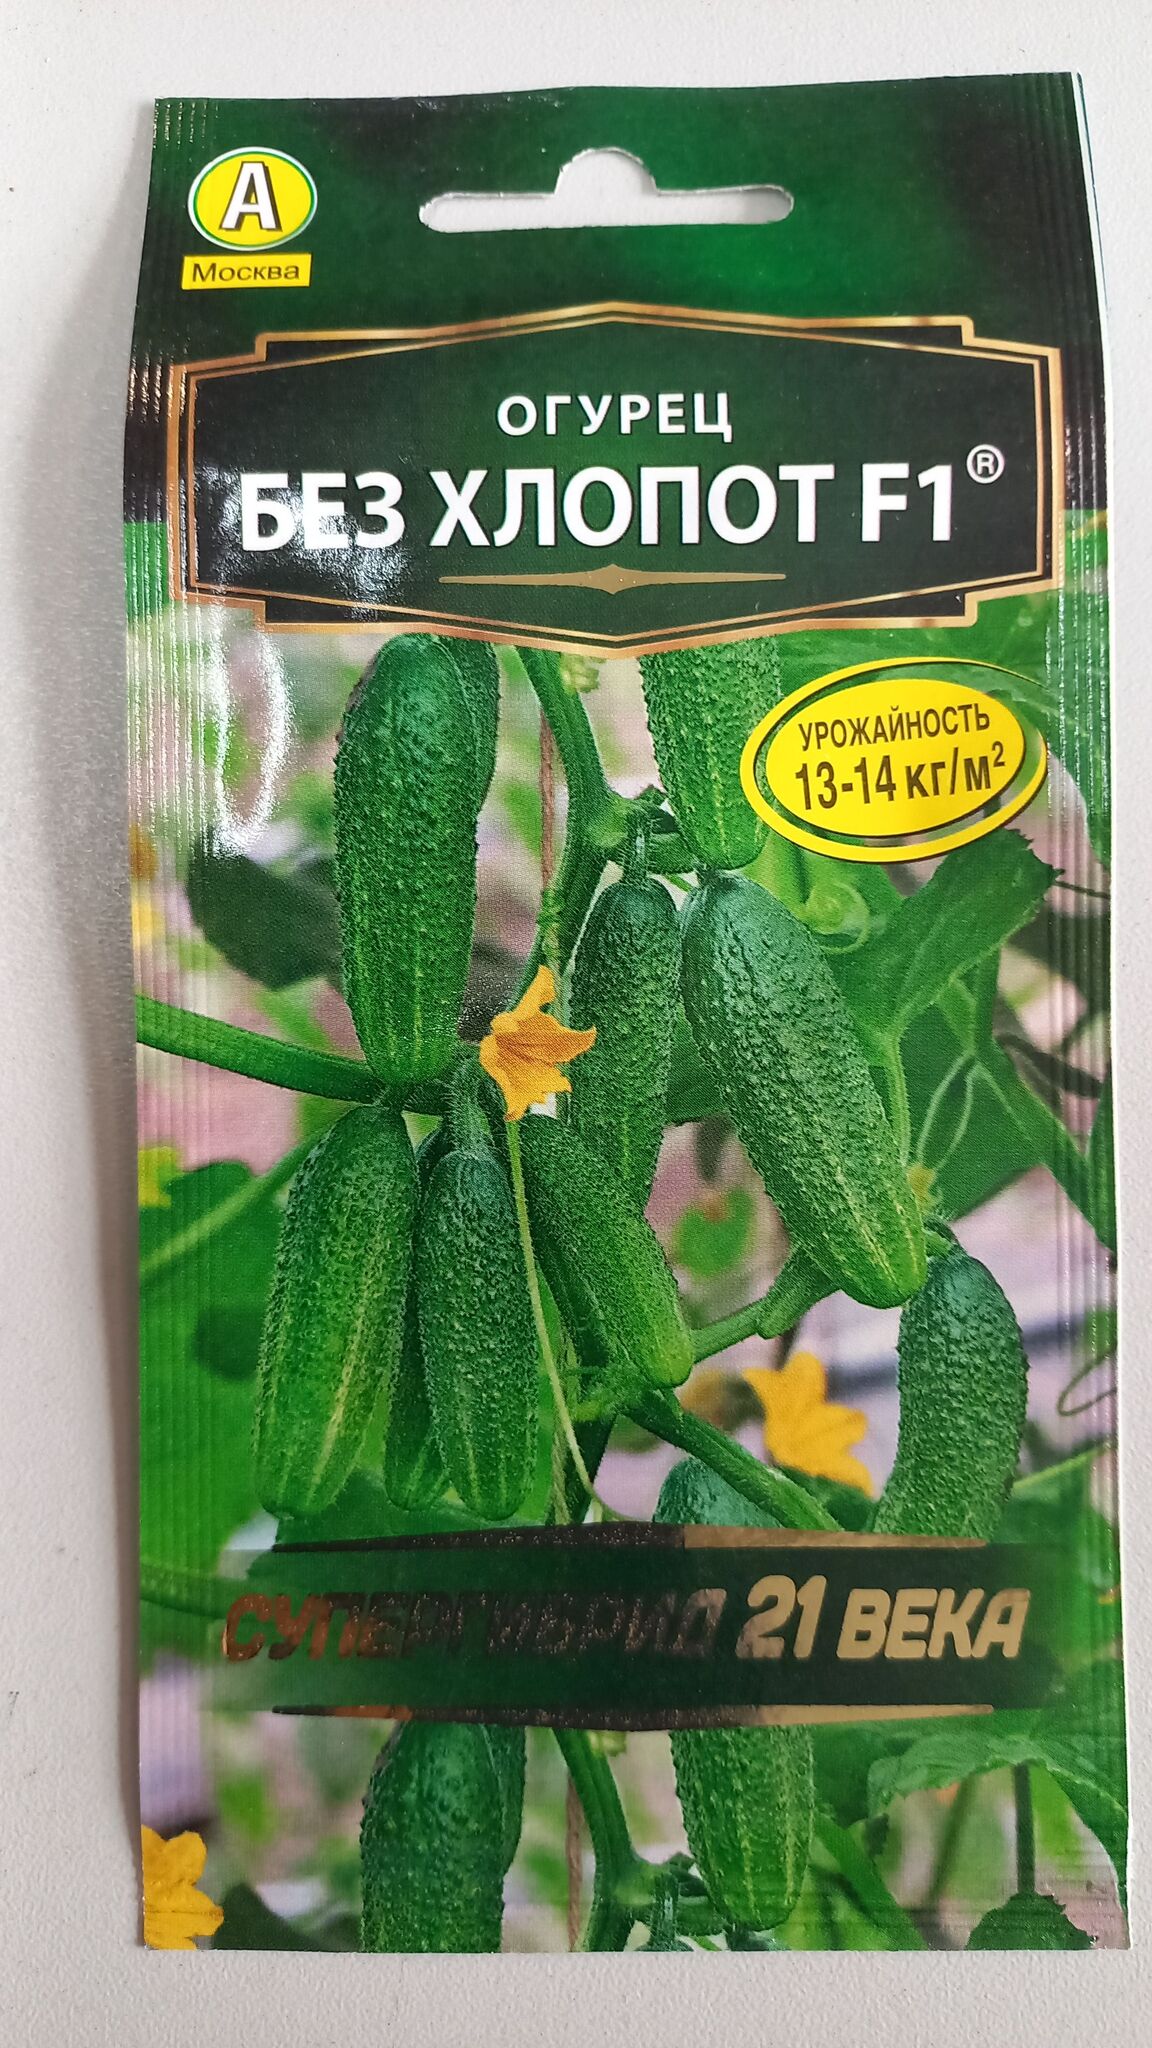 А
Москва
ОГУРЕЦ
БЕЗ ХЛОПОТ F1®
УРОЖАЙНОСТЬ
13-14 кг/м²
СУПЕРГИБРИД 21 ВЕКА